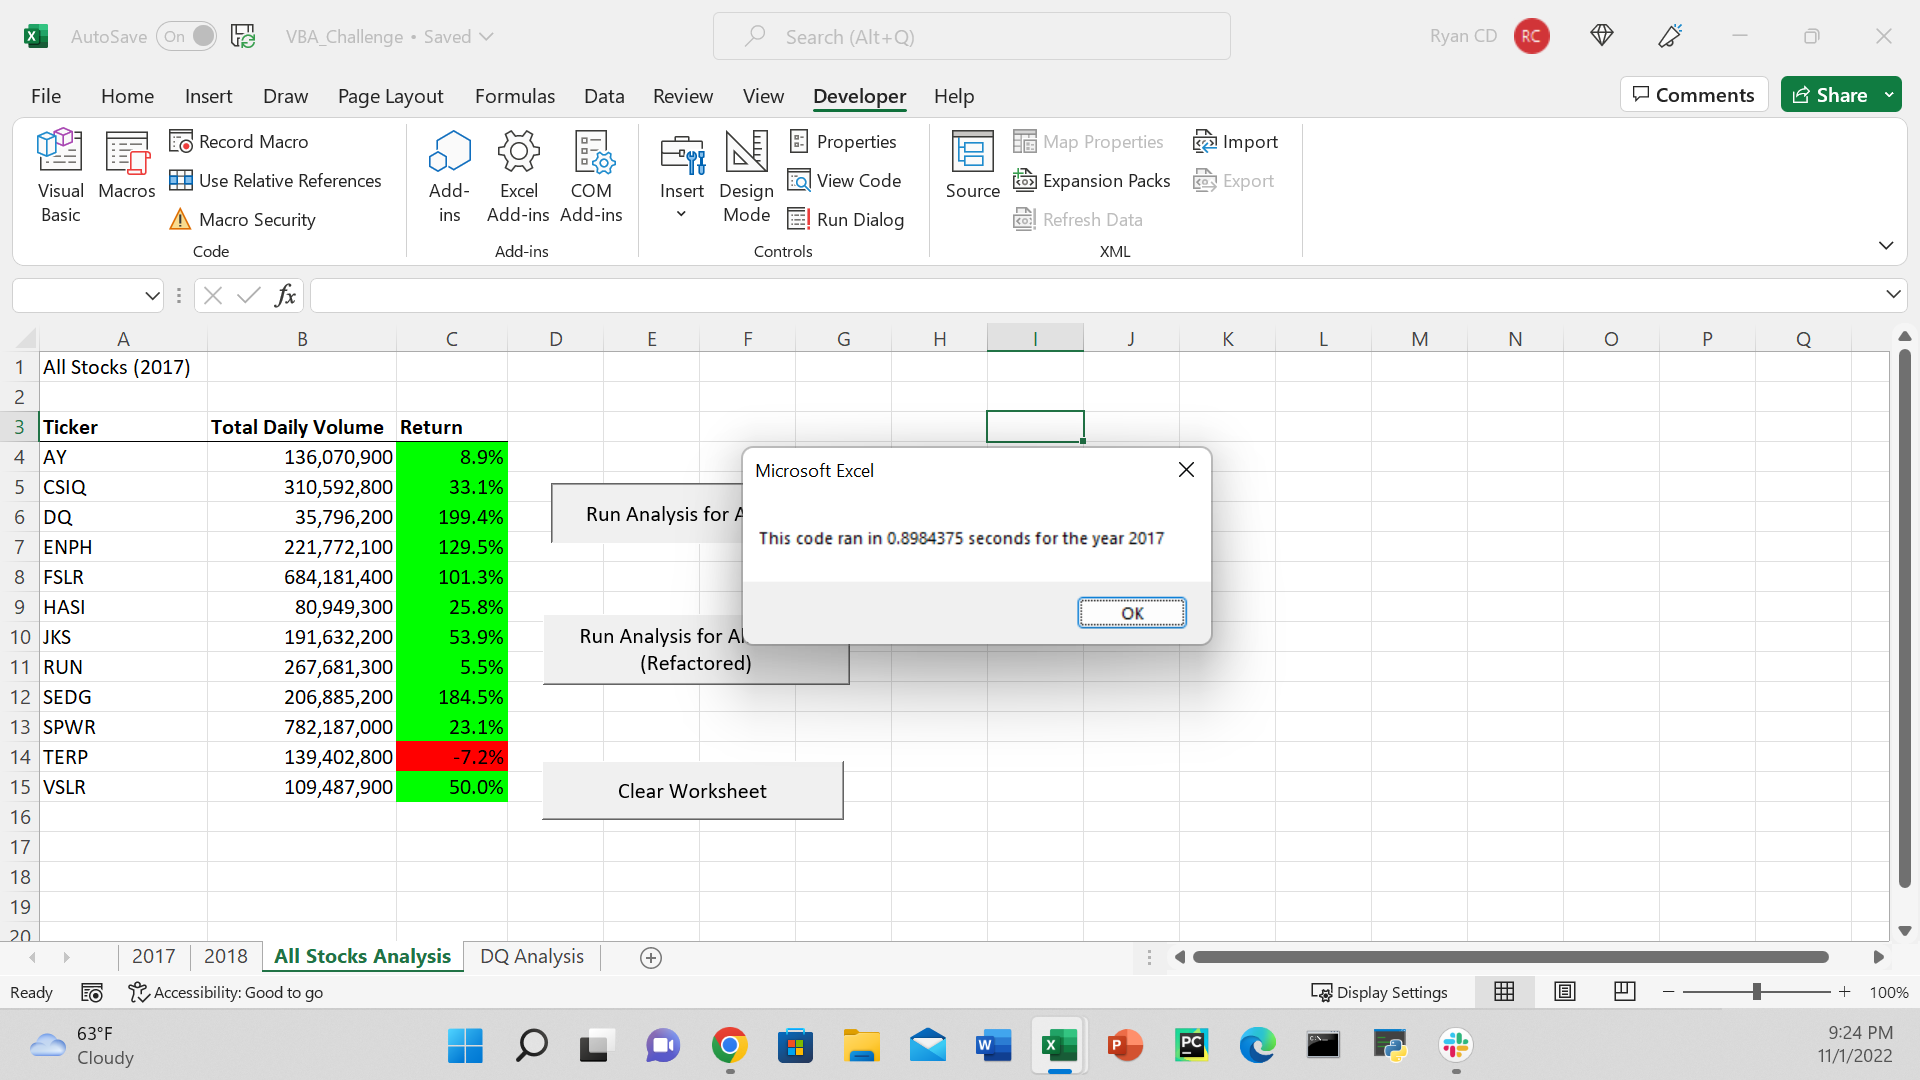 AutoSave On VBA_Challenge • Saved Search (Alt+Q) Ryan CD RC
File Home Insert Draw Page Layout Formulas Data Review View Developer Help Comments Share
Visual Basic
Macros
Record Macro
Use Relative References
Macro Security
Code
Add-ins
Excel Add-ins
COM Add-ins
Add-ins
Insert
Design Mode
Properties
View Code
Run Dialog
Controls
Source
Map Properties
Expansion Packs
Refresh Data
Import
Export
XML
fx
A B C D E F G H I J K L M N O P Q
1 All Stocks (2017)
2
3 Ticker Total Daily Volume Return
4 AY 136,070,900 8.9%
5 CSIQ 310,592,800 33.1%
6 DQ 35,796,200 199.4%
7 ENPH 221,772,100 129.5%
8 FSLR 684,181,400 101.3%
9 HASI 80,949,300 25.8%
10 JKS 191,632,200 53.9%
11 RUN 267,681,300 5.5%
12 SEDG 206,885,200 184.5%
13 SPWR 782,187,000 23.1%
14 TERP 139,402,800 -7.2%
15 VSLR 109,487,900 50.0%
16
17
18
19
20
Run Analysis for A
Run Analysis for Al
(Refactored)
Clear Worksheet
Microsoft Excel
This code ran in 0.8984375 seconds for the year 2017
OK
2017 2018 All Stocks Analysis DQ Analysis
Ready Accessibility: Good to go Display Settings 100%
63°F
Cloudy
PC
9:24 PM
11/1/2022